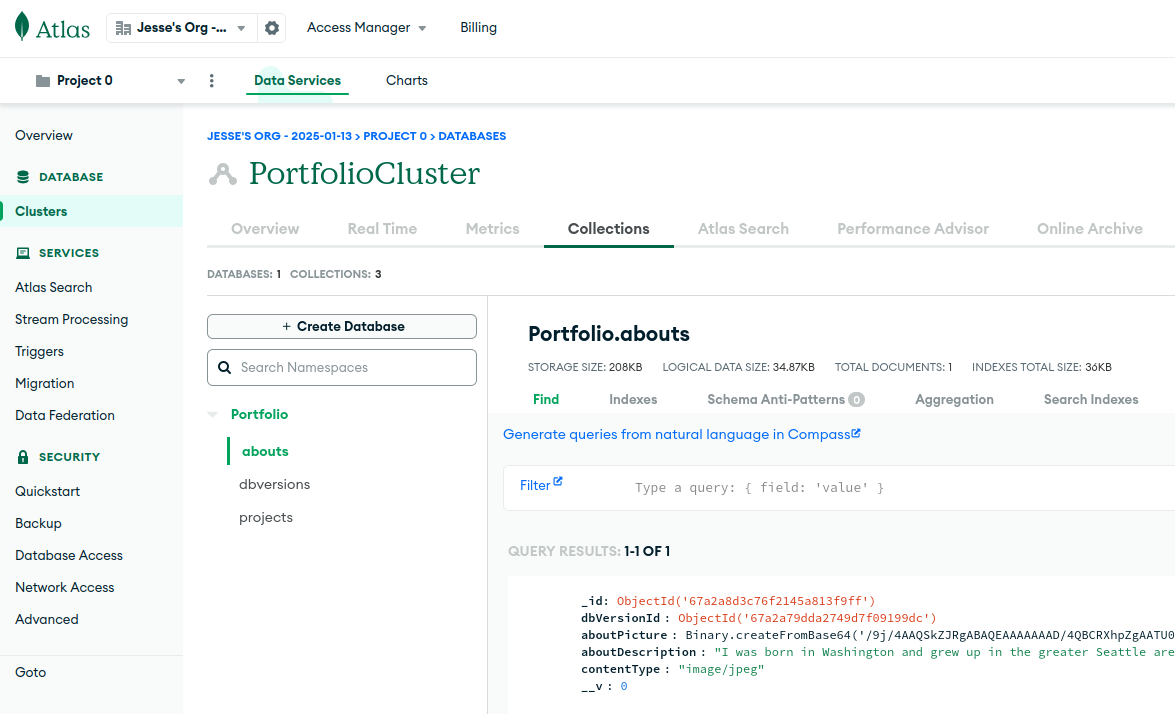 Atlas
Jesse's Org -...
Access Manager
Billing
Project 0
Data Services
Charts
Overview
DATABASE
Clusters
SERVICES
Atlas Search
Stream Processing
Triggers
Migration
Data Federation
SECURITY
Quickstart
Backup
Database Access
Network Access
Advanced
Goto
JESSE'S ORG - 2025-01-13 > PROJECT 0 > DATABASES
PortfolioCluster
Overview
Real Time
Metrics
Collections
Atlas Search
Performance Advisor
Online Archive
DATABASES: 1 COLLECTIONS: 3
+ Create Database
Search Namespaces
Portfolio
abouts
dbversions
projects
Portfolio.abouts
STORAGE SIZE: 208KB LOGICAL DATA SIZE: 34.87KB TOTAL DOCUMENTS: 1 INDEXES TOTAL SIZE: 36KB
Find
Indexes
Schema Anti-Patterns 0
Aggregation
Search Indexes
Generate queries from natural language in Compass
Filter
Type a query: { field: 'value' }
QUERY RESULTS: 1-1 OF 1
_id: ObjectId('67a2a8d3c76f2145a813f9ff')
dbVersionId : ObjectId('67a2a79dda2749d7f09199dc')
aboutPicture : Binary.createFromBase64('/9j/4AAQSkZJRgABAQEAAAAAAAD/4QBCRXhpZgAATU0
aboutDescription : "I was born in Washington and grew up in the greater Seattle are
contentType : "image/jpeg"
__v : 0